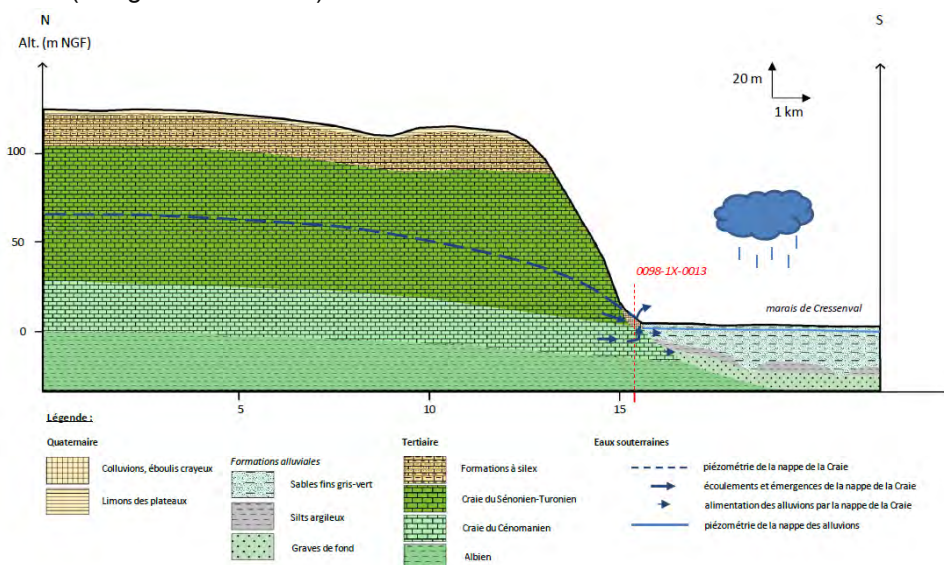 N
S
Alt. (m NGF)
20 m
1 km
100
50
0
0098-1X-0013
marais de Cressenval
5
10
15
Légende :
Quaternaire
Colluvions, éboulis crayeux
Limons des plateaux
Formations alluviales
Sables fins gris-vert
Silts argileux
Graves de fond
Tertiaire
Formations à silex
Craie du Sénonien-Turonien
Craie du Cénomanien
Albien
Eaux souterraines
piézométrie de la nappe de la Craie
écoulements et émergences de la nappe de la Craie
alimentation des alluvions par la nappe de la Craie
piézométrie de la nappe des alluvions